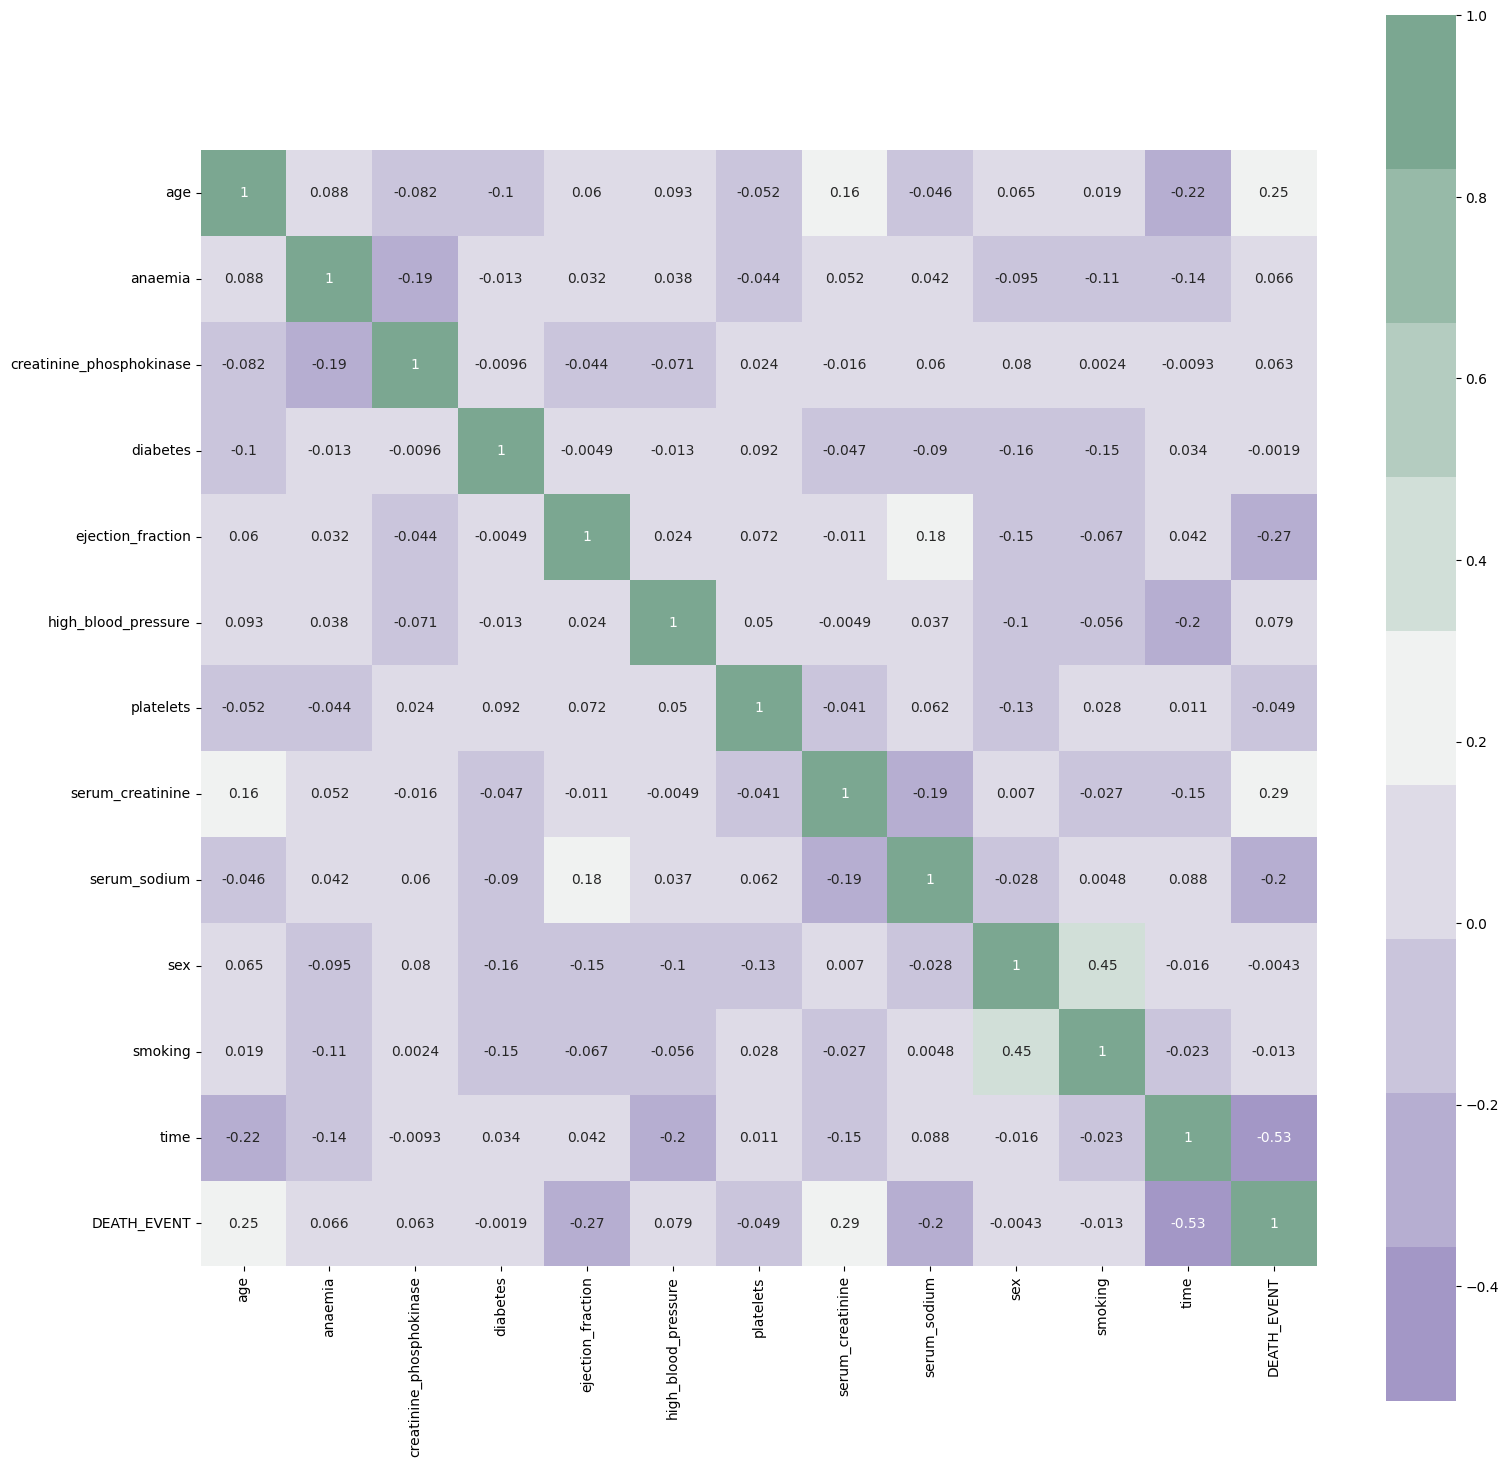 1.0
age 1 0.088 -0.082 -0.1 0.06 0.093 -0.052 0.16 -0.046 0.065 0.019 -0.22 0.25
0.8
anaemia 0.088 1 -0.19 -0.013 0.032 0.038 -0.044 0.052 0.042 -0.095 -0.11 -0.14 0.066
creatinine_phosphokinase -0.082 -0.19 1 -0.0096 -0.044 -0.071 0.024 -0.016 0.06 0.08 0.0024 -0.0093 0.063
0.6
diabetes -0.1 -0.013 -0.0096 1 -0.0049 -0.013 0.092 -0.047 -0.09 -0.16 -0.15 0.034 -0.0019
ejection_fraction 0.06 0.032 -0.044 -0.0049 1 0.024 0.072 -0.011 0.18 -0.15 -0.067 0.042 -0.27
0.4
high_blood_pressure 0.093 0.038 -0.071 -0.013 0.024 1 0.05 -0.0049 0.037 -0.1 -0.056 -0.2 0.079
platelets -0.052 -0.044 0.024 0.092 0.072 0.05 1 -0.041 0.062 -0.13 0.028 0.011 -0.049
0.2
serum_creatinine 0.16 0.052 -0.016 -0.047 -0.011 -0.0049 -0.041 1 -0.19 0.007 -0.027 -0.15 0.29
serum_sodium -0.046 0.042 0.06 -0.09 0.18 0.037 0.062 -0.19 1 -0.028 0.0048 0.088 -0.2
0.0
sex 0.065 -0.095 0.08 -0.16 -0.15 -0.1 -0.13 0.007 -0.028 1 0.45 -0.016 -0.0043
smoking 0.019 -0.11 0.0024 -0.15 -0.067 -0.056 0.028 -0.027 0.0048 0.45 1 -0.023 -0.013
−0.2
time -0.22 -0.14 -0.0093 0.034 0.042 -0.2 0.011 -0.15 0.088 -0.016 -0.023 1 -0.53
DEATH_EVENT 0.25 0.066 0.063 -0.0019 -0.27 0.079 -0.049 0.29 -0.2 -0.0043 -0.013 -0.53 1
−0.4
age
anaemia
creatinine_phosphokinase
diabetes
ejection_fraction
high_blood_pressure
platelets
serum_creatinine
serum_sodium
sex
smoking
time
DEATH_EVENT